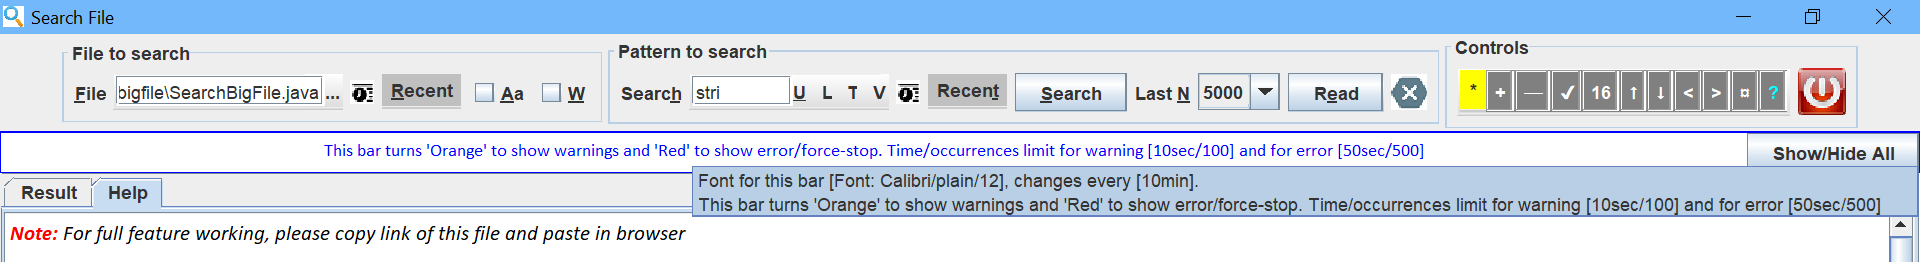 Search File
File to search
Pattern to search
Controls
File bigfile\SearchBigFile.java ... Recent Aa W
Search stri U L T V Recent Search Last N 5000 Read
* + — ✓ 16 ↑ ↓ < > ¤ ?
This bar turns 'Orange' to show warnings and 'Red' to show error/force-stop. Time/occurrences limit for warning [10sec/100] and for error [50sec/500]
Show/Hide All
Result Help
Font for this bar [Font: Calibri/plain/12], changes every [10min].
This bar turns 'Orange' to show warnings and 'Red' to show error/force-stop. Time/occurrences limit for warning [10sec/100] and for error [50sec/500]
Note: For full feature working, please copy link of this file and paste in browser